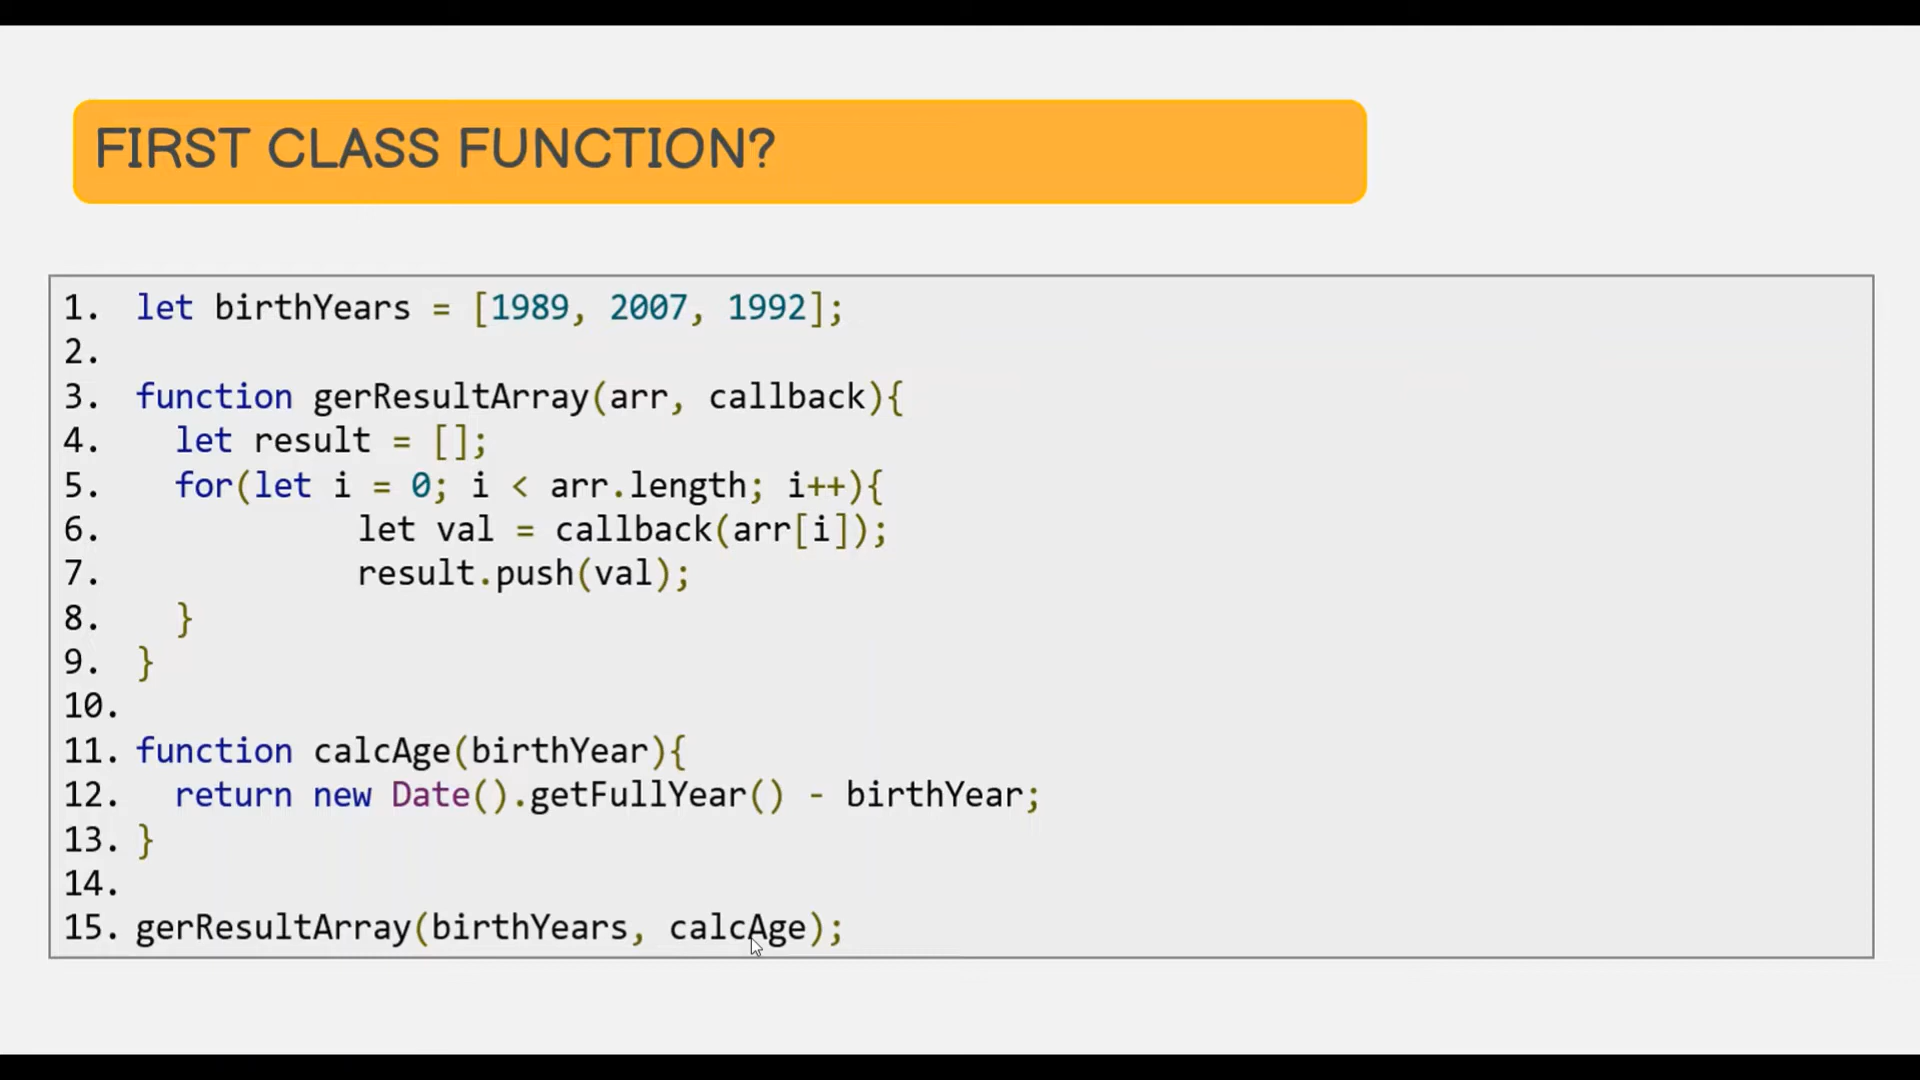 FIRST CLASS FUNCTION?
1. let birthYears = [1989, 2007, 1992];
2.
3. function gerResultArray(arr, callback){
4. let result = [];
5. for(let i = 0; i < arr.length; i++){
6. let val = callback(arr[i]);
7. result.push(val);
8. }
9. }
10.
11. function calcAge(birthYear){
12. return new Date().getFullYear() - birthYear;
13. }
14.
15. gerResultArray(birthYears, calcAge);